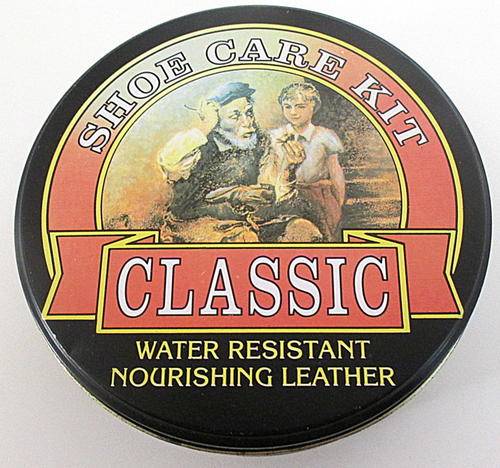 SHOE CARE KIT
CLASSIC
WATER RESISTANT
NOURISHING LEATHER